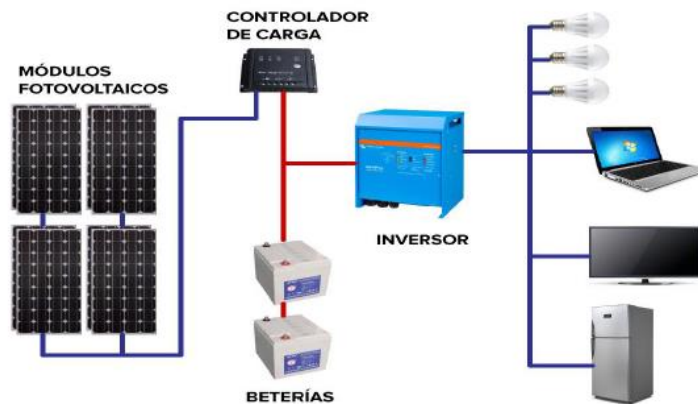 CONTROLADOR
DE CARGA
MÓDULOS
FOTOVOLTAICOS
INVERSOR
BETERÍAS